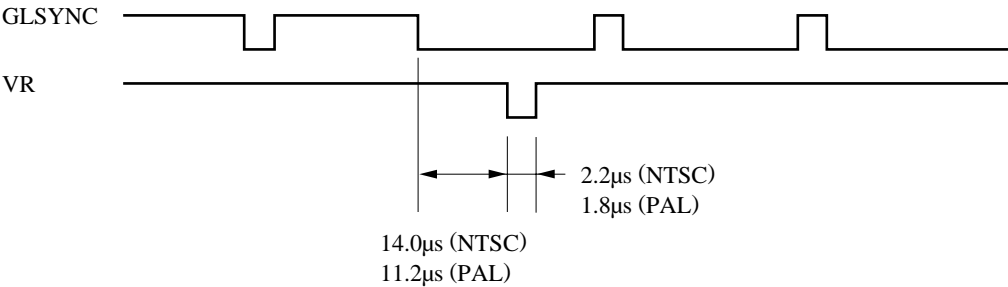 GLSYNC
VR
2.2µs (NTSC)
1.8µs (PAL)
14.0µs (NTSC)
11.2µs (PAL)